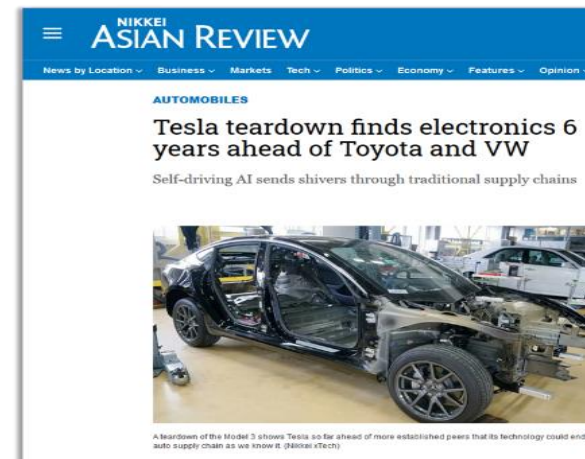 NIKKEI
ASIAN REVIEW
News by Location Business Markets Tech Politics Economy Features Opinion
AUTOMOBILES
Tesla teardown finds electronics 6
years ahead of Toyota and VW
Self-driving AI sends shivers through traditional supply chains
A teardown of the Model 3 shows Tesla so far ahead of more established peers that its technology could end
auto supply chain as we know it. (Nikkei xTech)